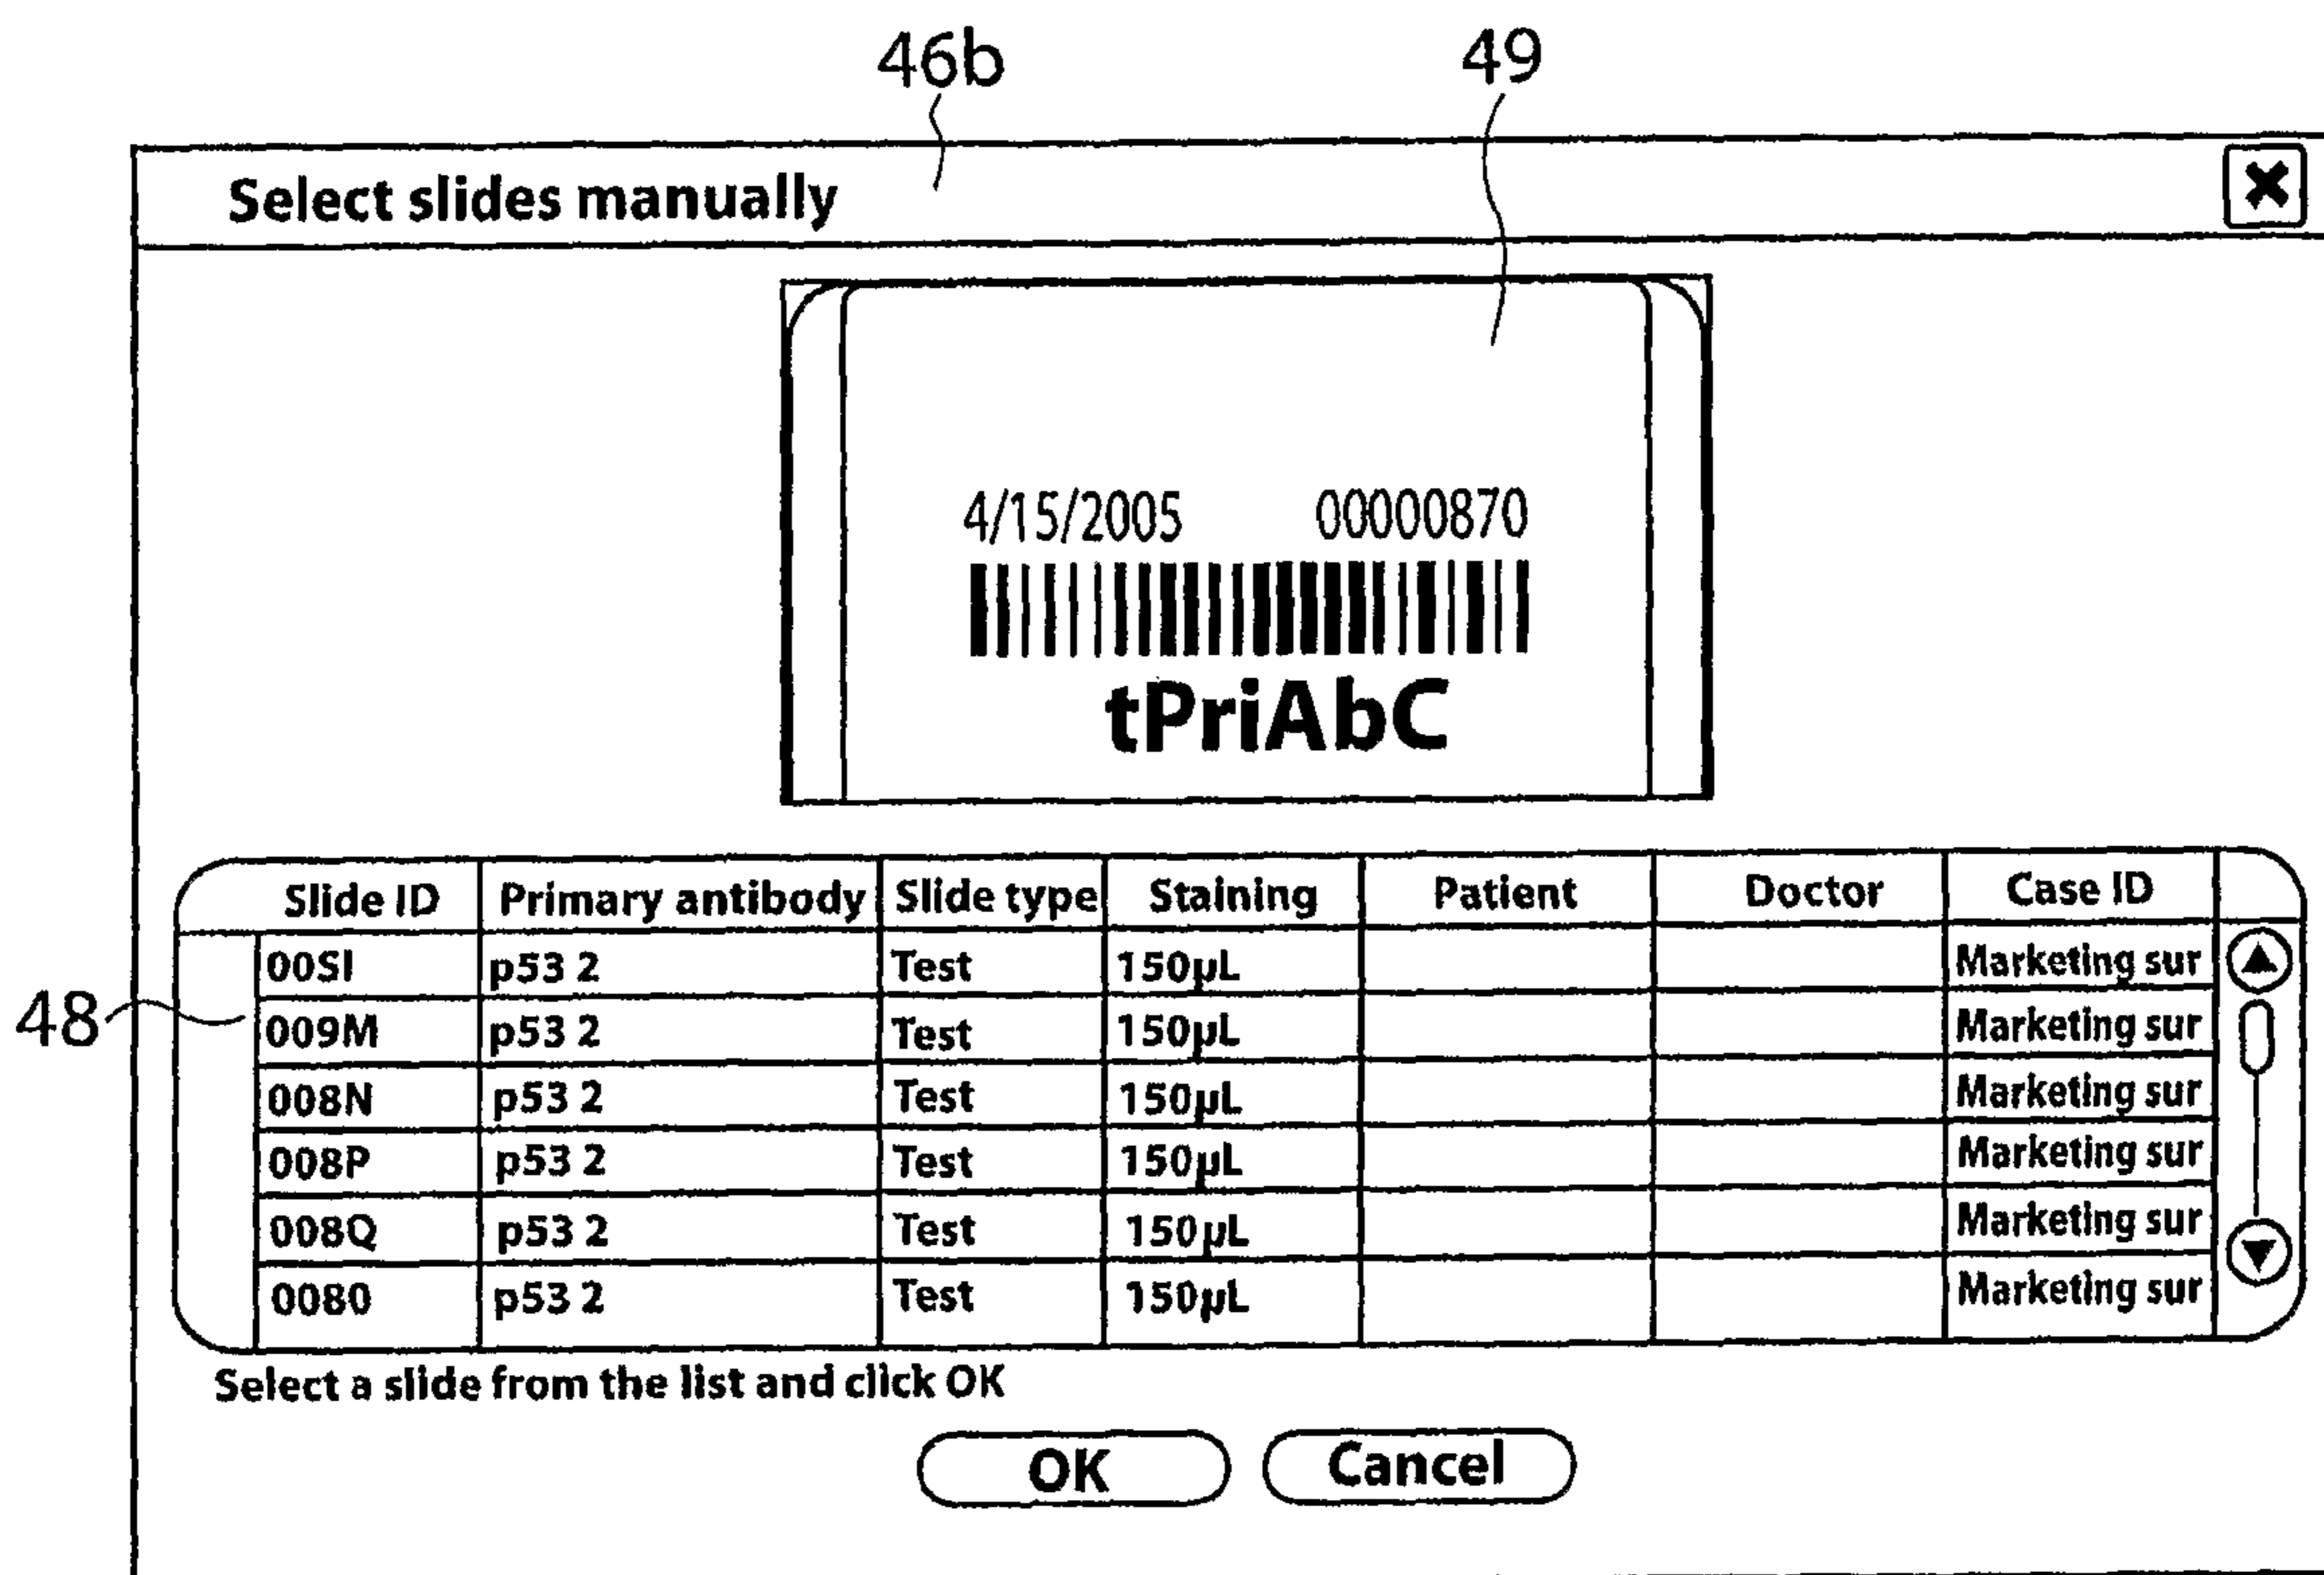 46b 49
Select slides manually
4/15/2005 00000870
tPriAbC
Slide ID Primary antibody Slide type Staining Patient Doctor Case ID
00SI p53 2 Test 150µL Marketing sur
48 009M p53 2 Test 150µL Marketing sur
008N p53 2 Test 150µL Marketing sur
008P p53 2 Test 150µL Marketing sur
008Q p53 2 Test 150µL Marketing sur
0080 p53 2 Test 150µL Marketing sur
Select a slide from the list and click OK
OK Cancel